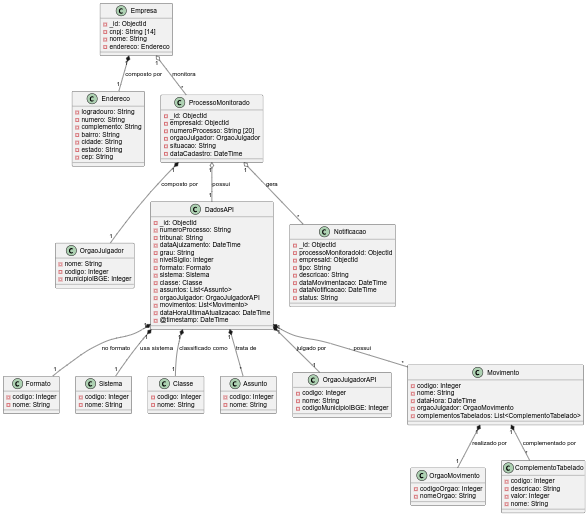 C Empresa
_id: ObjectId
cnpj: String [14]
nome: String
endereco: Endereco
1
1
composto por
monitora
1
*
C Endereco
logradouro: String
numero: String
complemento: String
bairro: String
cidade: String
estado: String
cep: String
C ProcessoMonitorado
_id: ObjectId
empresaId: ObjectId
numeroProcesso: String [20]
orgaoJulgador: OrgaoJulgador
situacao: String
dataCadastro: DateTime
1
1
1
composto por
possui
gera
1
1
*
C OrgaoJulgador
nome: String
codigo: Integer
municipioIBGE: Integer
C DadosAPI
_id: ObjectId
numeroProcesso: String
tribunal: String
dataAjuizamento: DateTime
grau: String
nivelSigilo: Integer
formato: Formato
sistema: Sistema
classe: Classe
assuntos: List<Assunto>
orgaoJulgador: OrgaoJulgadorAPI
movimentos: List<Movimento>
dataHoraUltimaAtualizacao: DateTime
@timestamp: DateTime
C Notificacao
_id: ObjectId
processoMonitoradoId: ObjectId
empresaId: ObjectId
tipo: String
descricao: String
dataMovimentacao: DateTime
dataNotificacao: DateTime
status: String
1
1
1
1
1
1
no formato
usa sistema
classificado como
trata de
julgado por
possui
1
1
1
*
1
*
C Formato
codigo: Integer
nome: String
C Sistema
codigo: Integer
nome: String
C Classe
codigo: Integer
nome: String
C Assunto
codigo: Integer
nome: String
C OrgaoJulgadorAPI
codigo: Integer
nome: String
codigoMunicipioIBGE: Integer
C Movimento
codigo: Integer
nome: String
dataHora: DateTime
orgaoJulgador: OrgaoMovimento
complementosTabelados: List<ComplementoTabelado>
1
1
realizado por
complementado por
1
*
C OrgaoMovimento
codigoOrgao: Integer
nomeOrgao: String
C ComplementoTabelado
codigo: Integer
descricao: String
valor: Integer
nome: String